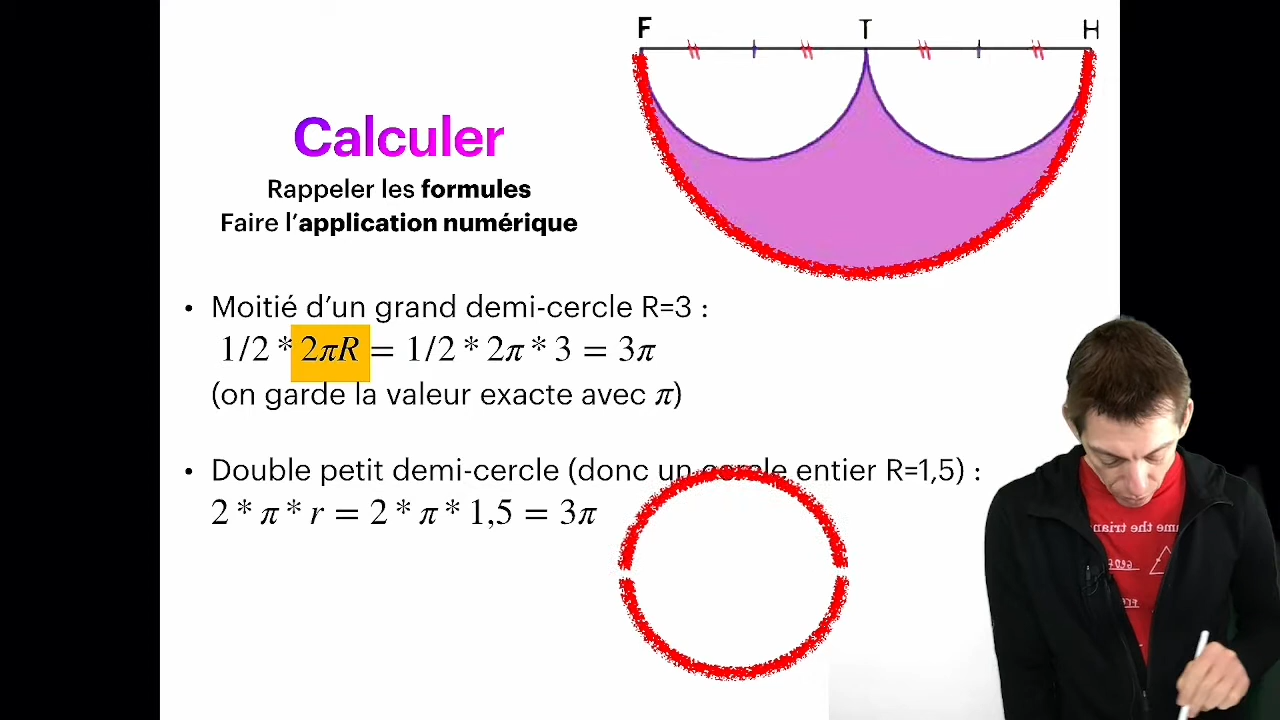 F T H
Calculer
Rappeler les formules
Faire l'application numérique
• Moitié d'un grand demi-cercle R=3 :
1/2 * 2πR = 1/2 * 2π * 3 = 3π
(on garde la valeur exacte avec π)
• Double petit demi-cercle (donc un cercle entier R=1,5) :
2 * π * r = 2 * π * 1,5 = 3π